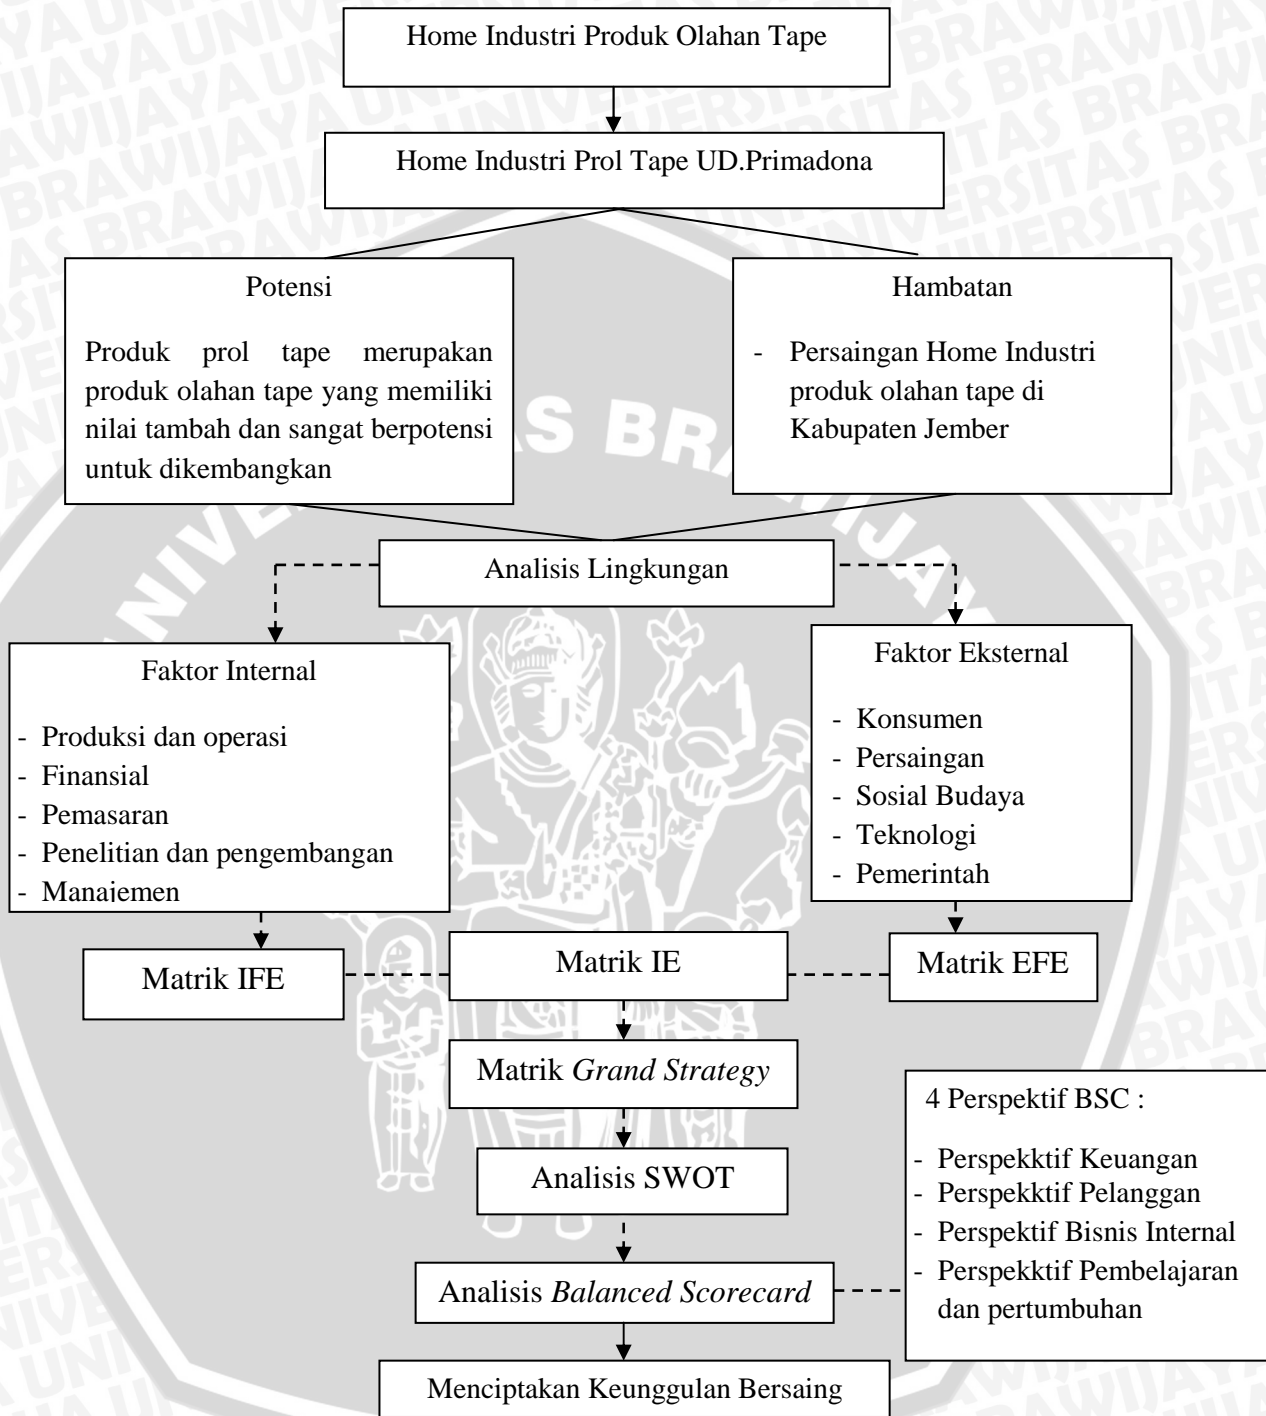 Home Industri Produk Olahan Tape
Home Industri Prol Tape UD.Primadona
Potensi
Produk prol tape merupakan
produk olahan tape yang memiliki
nilai tambah dan sangat berpotensi
untuk dikembangkan
Hambatan
- Persaingan Home Industri
produk olahan tape di
Kabupaten Jember
Analisis Lingkungan
Faktor Internal
- Produksi dan operasi
- Finansial
- Pemasaran
- Penelitian dan pengembangan
- Manajemen
Faktor Eksternal
- Konsumen
- Persaingan
- Sosial Budaya
- Teknologi
- Pemerintah
Matrik IFE
Matrik IE
Matrik EFE
Matrik Grand Strategy
Analisis SWOT
Analisis Balanced Scorecard
4 Perspektif BSC :
- Perspekktif Keuangan
- Perspekktif Pelanggan
- Perspektif Bisnis Internal
- Perspekktif Pembelajaran
dan pertumbuhan
Menciptakan Keunggulan Bersaing